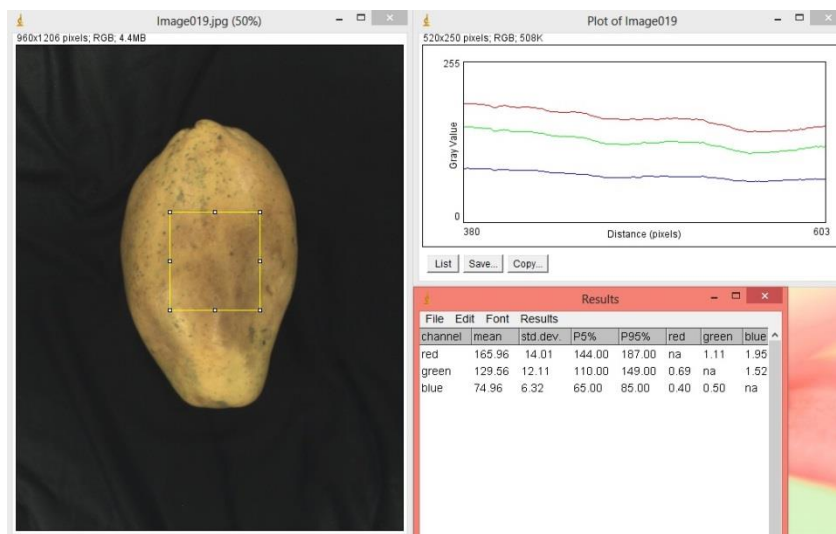 Image019.jpg (50%)
960x1206 pixels; RGB; 4.4MB
Plot of Image019
520x250 pixels; RGB; 508K
255
Gray Value
0
380
Distance (pixels)
603
List Save... Copy...
Results
File Edit Font Results
channel mean std.dev. P5% P95% red green blue
red 165.96 14.01 144.00 187.00 na 1.11 1.95
green 129.56 12.11 110.00 149.00 0.69 na 1.52
blue 74.96 6.32 65.00 85.00 0.40 0.50 na